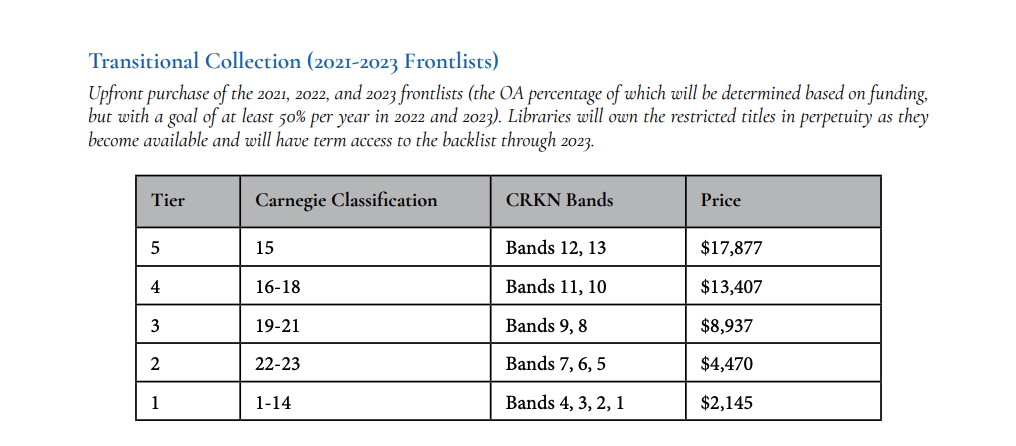 Transitional Collection (2021-2023 Frontlists)
Upfront purchase of the 2021, 2022, and 2023 frontlists (the OA percentage of which will be determined based on funding,
but with a goal of at least 50% per year in 2022 and 2023). Libraries will own the restricted titles in perpetuity as they
become available and will have term access to the backlist through 2023.
Tier Carnegie Classification CRKN Bands Price
5 15 Bands 12, 13 $17,877
4 16-18 Bands 11, 10 $13,407
3 19-21 Bands 9, 8 $8,937
2 22-23 Bands 7, 6, 5 $4,470
1 1-14 Bands 4, 3, 2, 1 $2,145